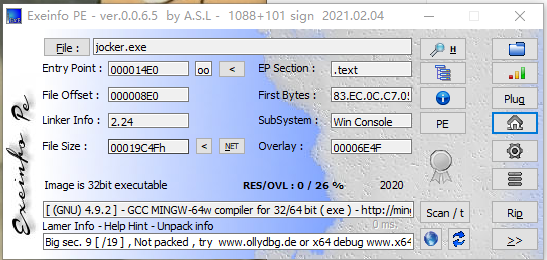 Exeinfo PE - ver.0.0.6.5 by A.S.L - 1088+101 sign 2021.02.04
File : jocker.exe H
Entry Point : 000014E0 oo < EP Section : .text
File Offset : 000008E0 First Bytes : 83.EC.0C.C7.05 Plug
Linker Info : 2.24 SubSystem : Win Console PE
File Size : 00019C4Fh < NET Overlay : 00006E4F
Image is 32bit executable RES/OVL : 0 / 26 % 2020
[ (GNU) 4.9.2 ] - GCC MINGW-64w compiler for 32/64 bit ( exe ) - http://ming Scan / t Rip
Lamer Info - Help Hint - Unpack info 0 ms.
Big sec. 9 [ /19 ] , Not packed , try www.ollydbg.de or x64 debug www.x64 >>
Exeinfo Pe